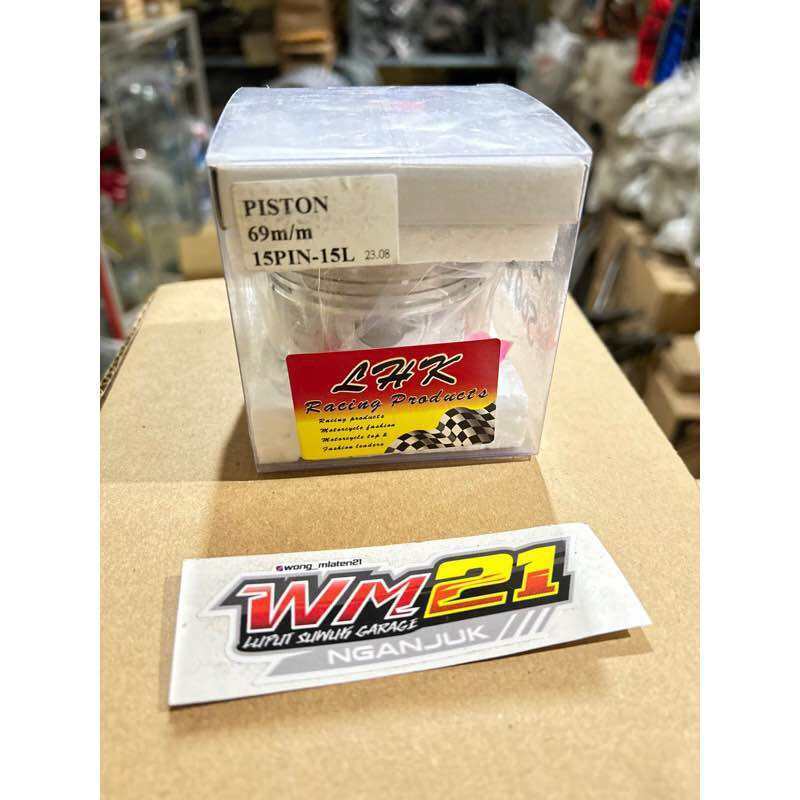 PISTON
69m/m
15PIN-15L 23.08
LHK
Racing Products
Racing products
Motorcycle fashion
Motorcycle top &
Fashion leaders
wong_mlaten21
WM21
LUPUT SUWUK GARAGE
NGANJUK